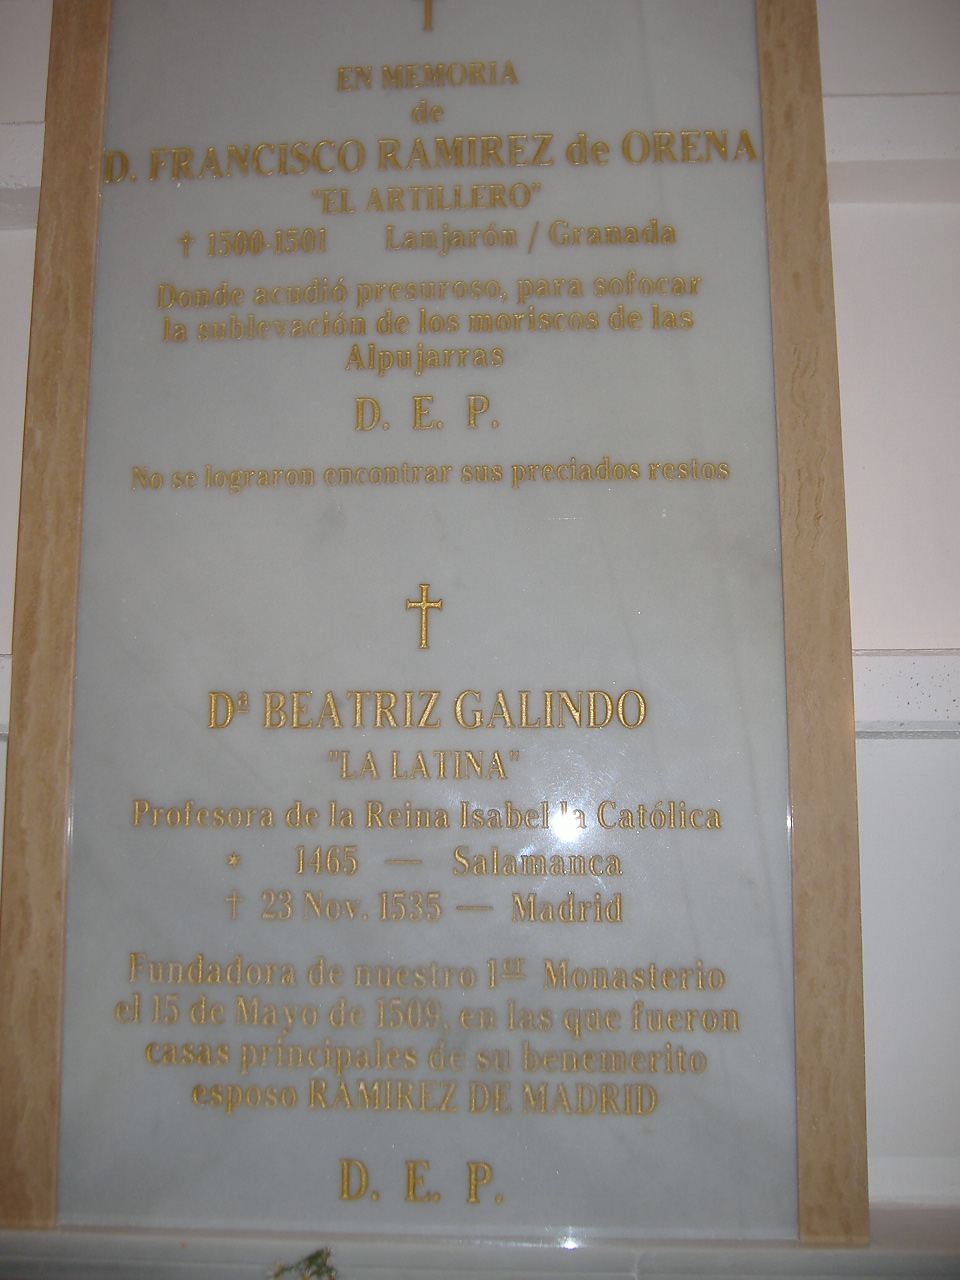 EN MEMORIA
de
D. FRANCISCO RAMIREZ de ORENA
"EL ARTILLERO"
† 1500-1501 Lanjarón / Granada
Donde acudió presuroso, para sofocar
la sublevación de los moriscos de las
Alpujarras
D. E. P.
No se lograron encontrar sus preciados restos
Dª BEATRIZ GALINDO
"LA LATINA"
Profesora de la Reina Isabel la Católica
* 1465 — Salamanca
† 23 Nov. 1535 — Madrid
Fundadora de nuestro 1er Monasterio
el 15 de Mayo de 1509, en las que fueron
casas principales de su benemerito
esposo RAMIREZ DE MADRID
D. E. P.